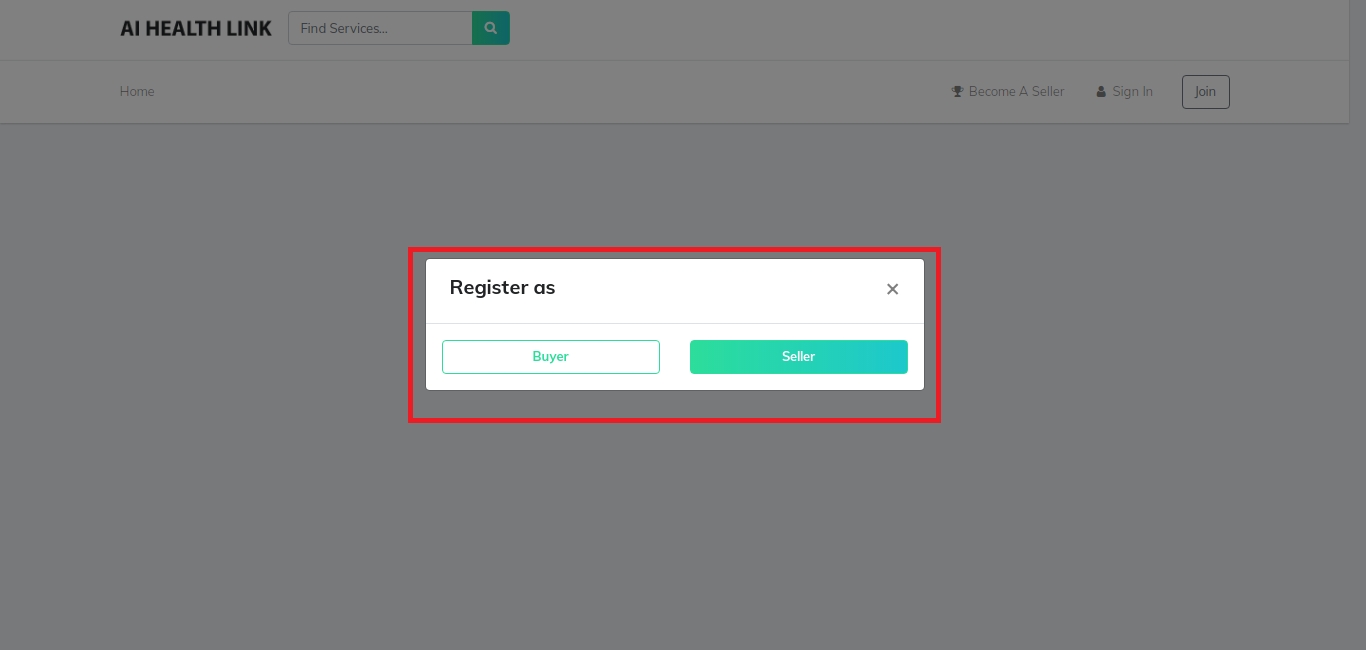 AI HEALTH LINK
Find Services...
Home
Become A Seller
Sign In
Join
Register as
×
Buyer
Seller